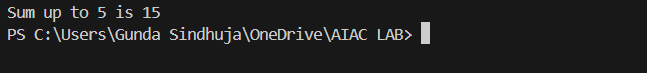 Sum up to 5 is 15
PS C:\Users\Gunda Sindhuja\OneDrive\AIAC LAB>